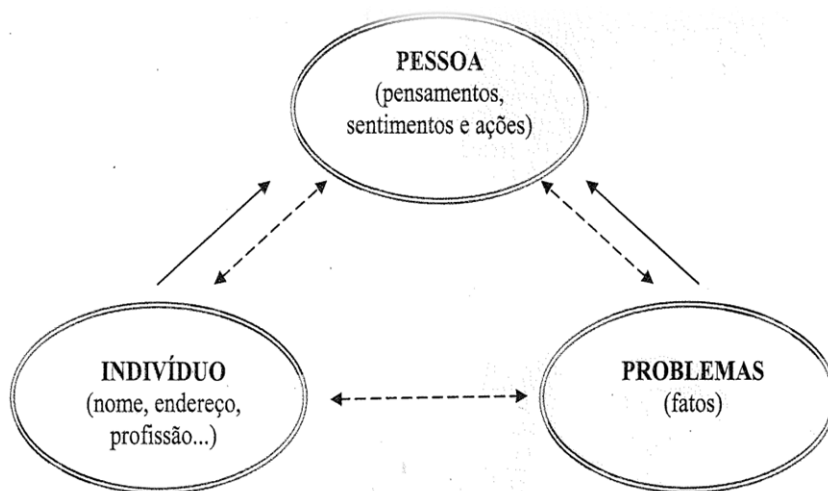 PESSOA
(pensamentos,
sentimentos e ações)
INDIVÍDUO
(nome, endereço,
profissão...)
PROBLEMAS
(fatos)